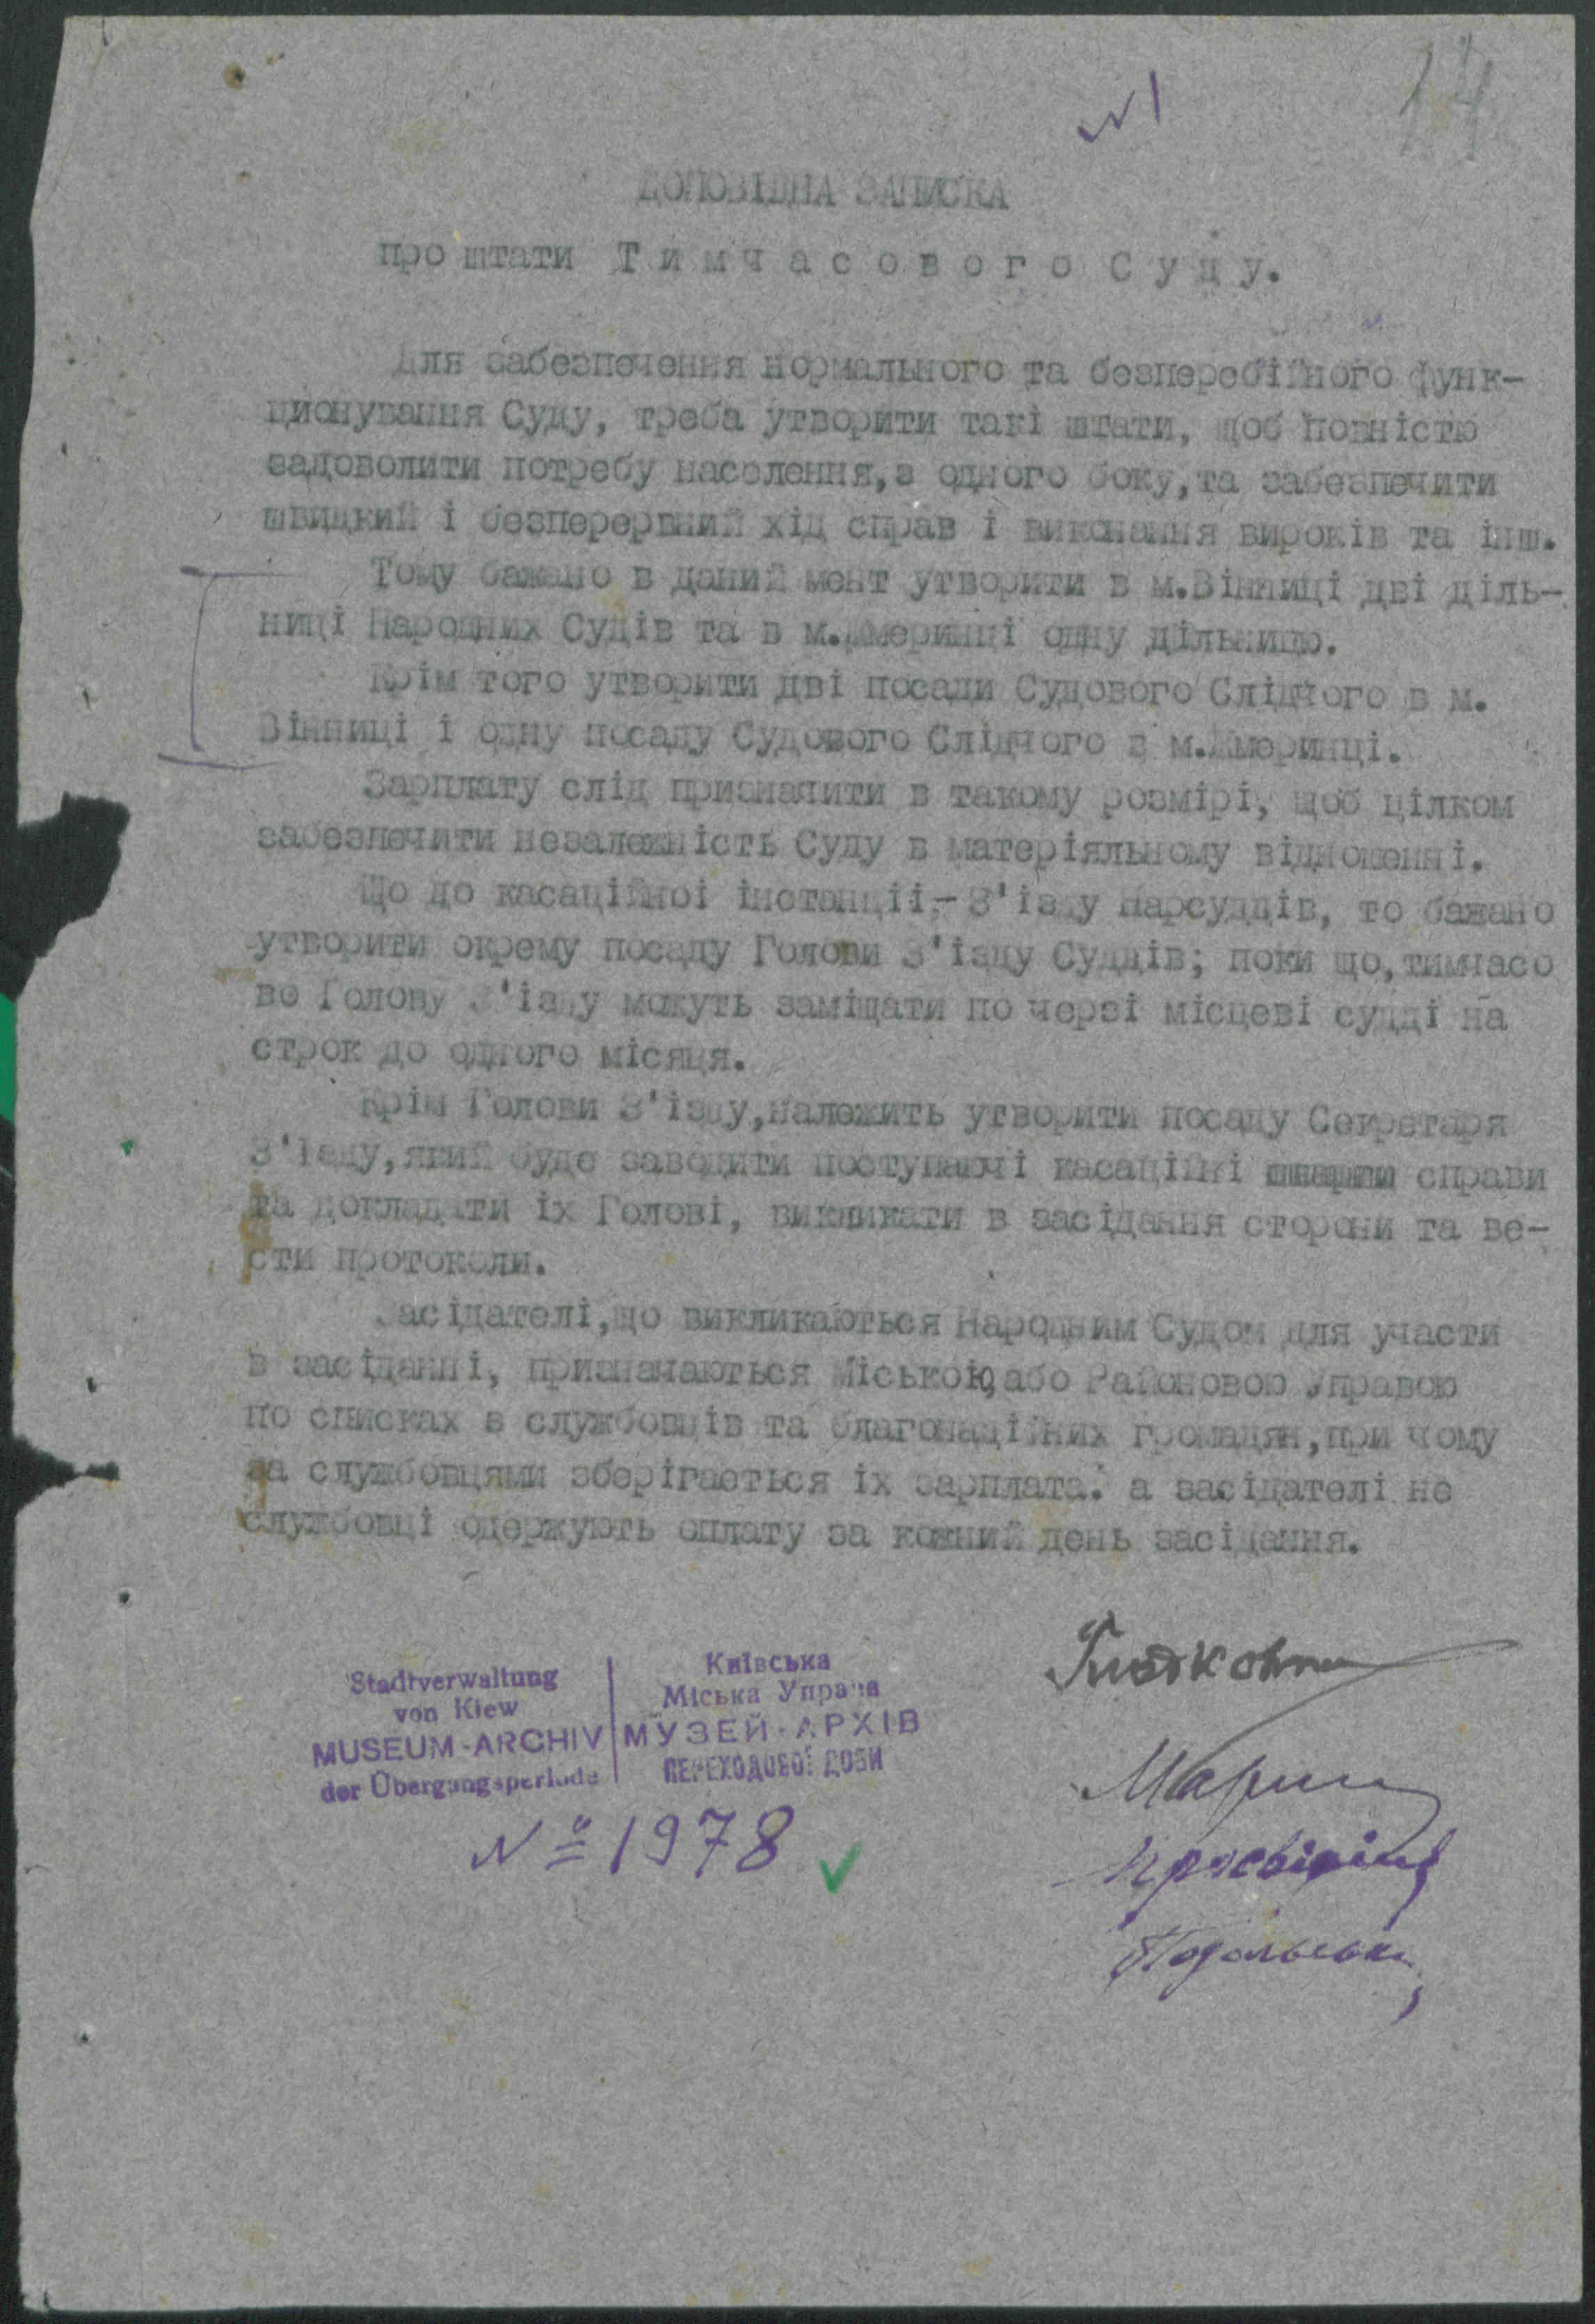 №1
14
ДОПОВІДНА ЗАПИСКА
про штати Тимчасового Суду.
Для забезпечення нормального та безперебійного функ-
ціонування Суду, треба утворити такі штати, щоб повністю
задоволити потребу населення,з одного боку,та забезпечити
швидкий і безперервний хід справ і виконання вироків та інш.
Тому бажано в даний мент утворити в м.Вінниці дві діль-
ниці Народних Судів та в м.Жмеринці одну дільницю.
Крім того утворити дві посади Судового Слідчого в м.
Вінниці і одну посаду Судового Слідчого в м.Жмеринці.
Зарплату слід призначити в такому розмірі, щоб цілком
забезпечити незалежність Суду в матеріяльному відношенні.
Що до касаційноі інстанціі,- З'ізду Нарсуддів, то бажано
утворити окрему посаду Голови З'ізду Суддів; поки що,тимчасо
во Голову З'ізду можуть заміщати по черзі місцеві судді на
строк до одного місяця.
Крім Голови З'ізду,належить утворити посаду Секретаря
З'ізду,який буде заводити поступаючі касаційні справи
та докладати іх Голові, викликати в засідання сторони та ве-
сти протоколи.
Засідателі,що викликаються Народним Судом для участи
в засіданні, призначаються Міською,або Районовою Управою
по списках з службовців та благонадійних громадян,при чому
за службовцями зберігається іх зарплата. а засідателі не
службовці одержують оплату за кожний день засідання.
Stadtverwaltung
von Kiew
MUSEUM-ARCHIV
der Übergangsperiode
Київська
Міська Управа
МУЗЕЙ-АРХІВ
ПЕРЕХОДОВОЇ ДОБИ
№ 1978